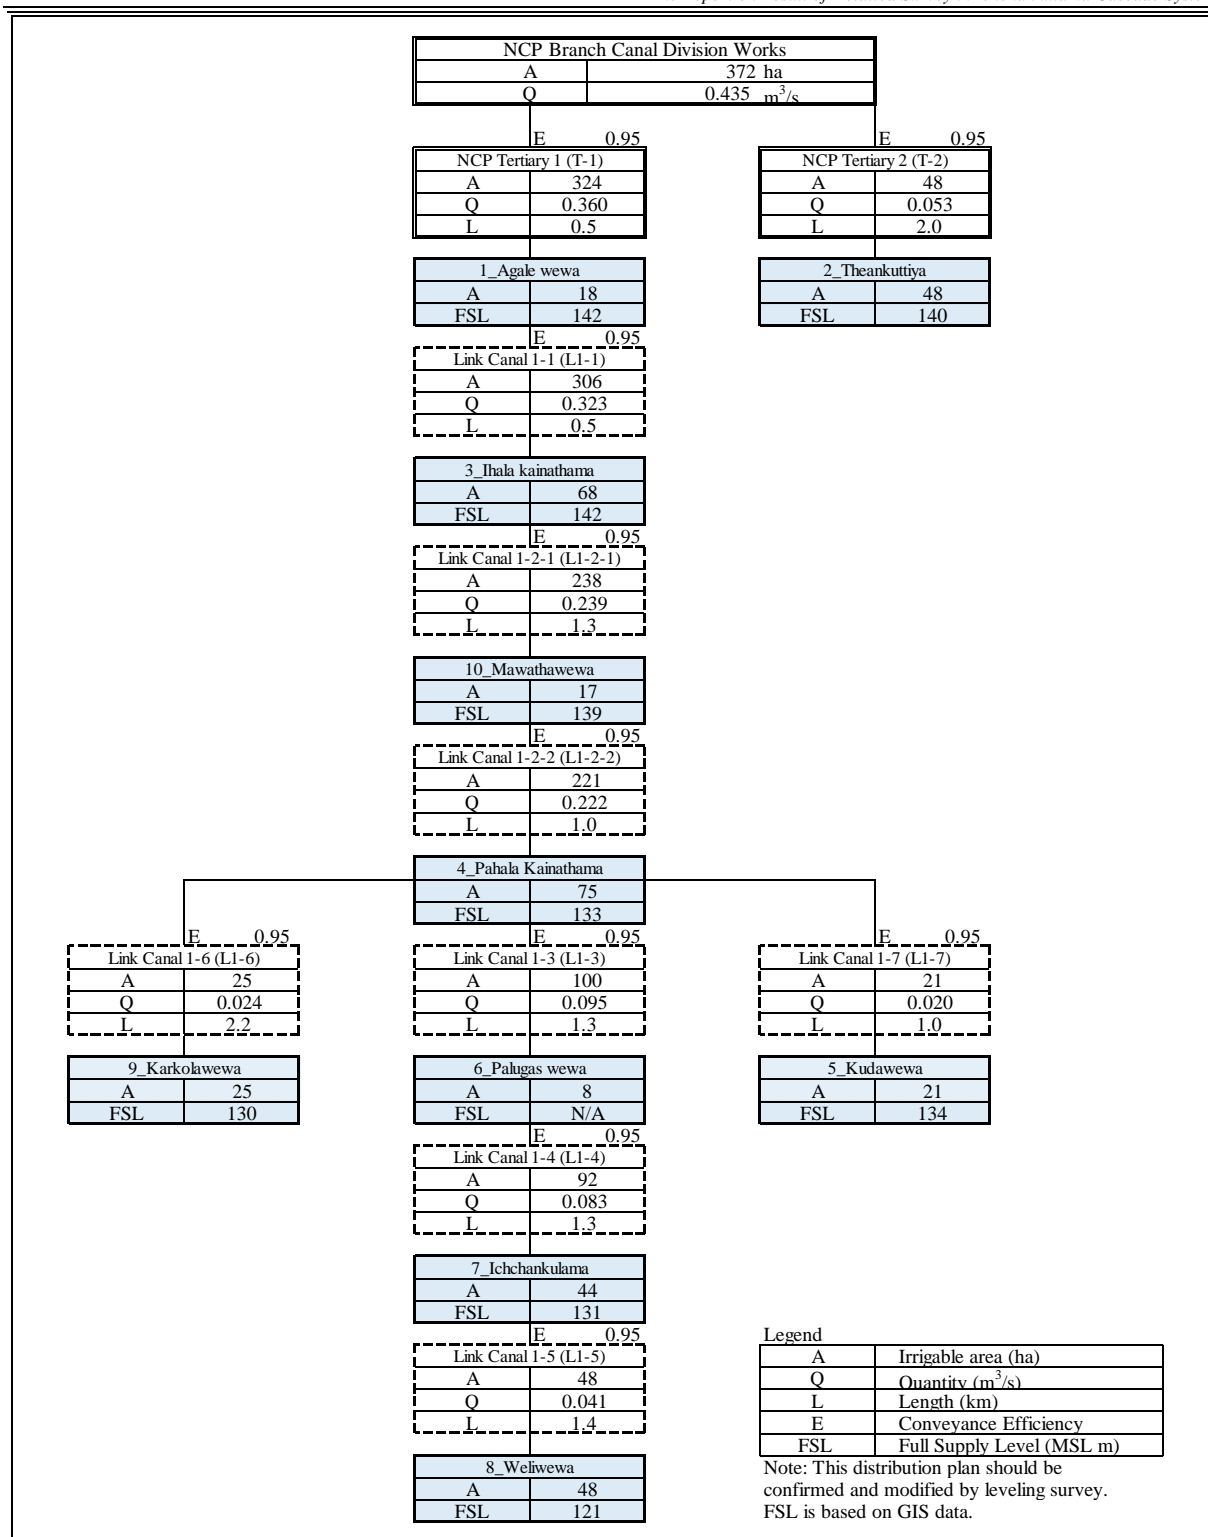 NCP Branch Canal Division Works
A 372 ha
Q 0.435 m³/s
E 0.95 E 0.95
NCP Tertiary 1 (T-1) NCP Tertiary 2 (T-2)
A 324 A 48
Q 0.360 Q 0.053
L 0.5 L 2.0
1_Agale wewa 2_Theankuttiya
A 18 A 48
FSL 142 FSL 140
E 0.95
Link Canal 1-1 (L1-1)
A 306
Q 0.323
L 0.5
3_Ihala kainathama
A 68
FSL 142
E 0.95
Link Canal 1-2-1 (L1-2-1)
A 238
Q 0.239
L 1.3
10_Mawathawewa
A 17
FSL 139
E 0.95
Link Canal 1-2-2 (L1-2-2)
A 221
Q 0.222
L 1.0
4_Pahala Kainathama
A 75
FSL 133
E 0.95 E 0.95 E 0.95
Link Canal 1-6 (L1-6) Link Canal 1-3 (L1-3) Link Canal 1-7 (L1-7)
A 25 A 100 A 21
Q 0.024 Q 0.095 Q 0.020
L 2.2 L 1.3 L 1.0
9_Karkolawewa 6_Palugas wewa 5_Kudawewa
A 25 A 8 A 21
FSL 130 FSL N/A FSL 134
E 0.95
Link Canal 1-4 (L1-4)
A 92
Q 0.083
L 1.3
7_Ichchankulama
A 44
FSL 131
E 0.95
Link Canal 1-5 (L1-5)
A 48
Q 0.041
L 1.4
8_Weliwewa
A 48
FSL 121
Legend
A Irrigable area (ha)
Q Quantity (m³/s)
L Length (km)
E Conveyance Efficiency
FSL Full Supply Level (MSL m)
Note: This distribution plan should be
confirmed and modified by leveling survey.
FSL is based on GIS data.